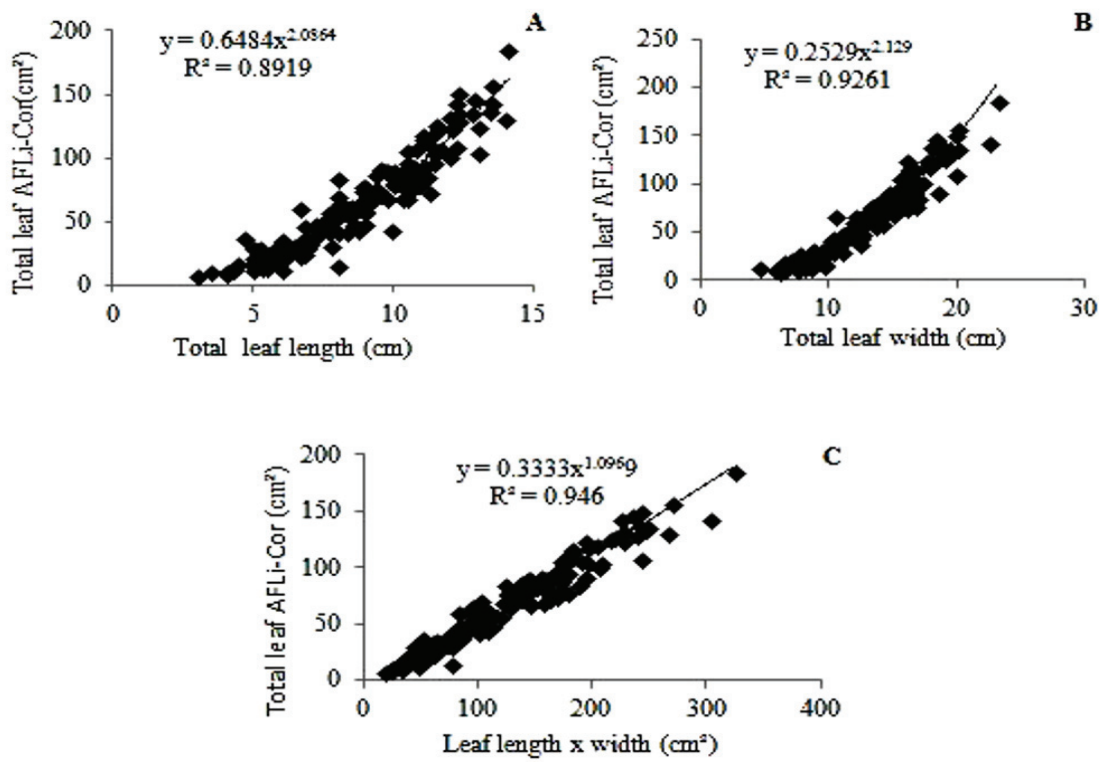 A
y = 0.6484x^2.0864
R² = 0.8919
Total leaf AFLi-Cor(cm²)
200
150
100
50
0
0 5 10 15
Total leaf length (cm)
B
y = 0.2529x^2.129
R² = 0.9261
Total leaf AFLi-Cor (cm²)
250
200
150
100
50
0
0 10 20 30
Total leaf width (cm)
C
y = 0.3333x^1.0969
R² = 0.946
Total leaf AFLi-Cor (cm²)
200
150
100
50
0
0 100 200 300 400
Leaf length x width (cm²)